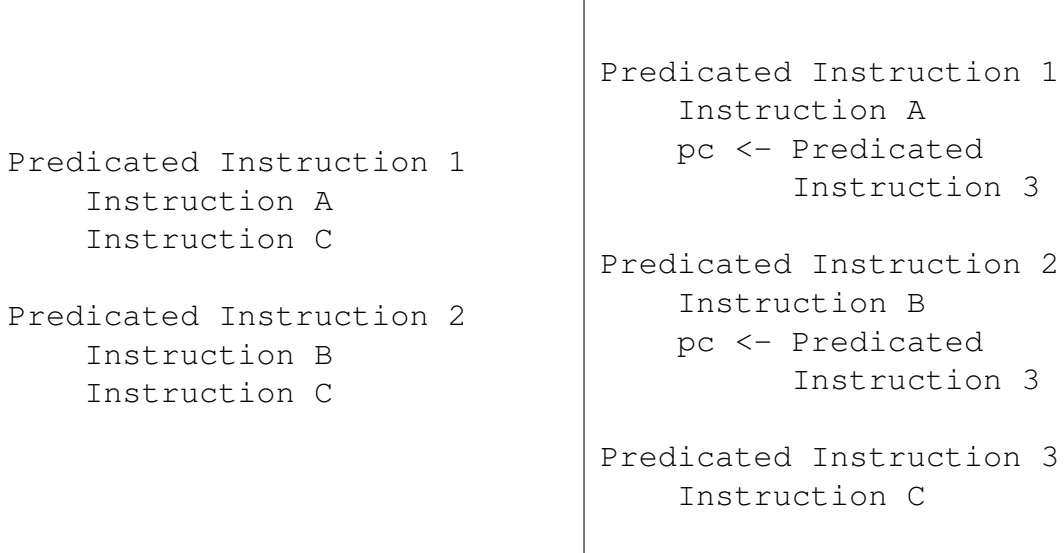 Predicated Instruction 1
Instruction A
Instruction C
Predicated Instruction 2
Instruction B
Instruction C
Predicated Instruction 1
Instruction A
pc <- Predicated
Instruction 3
Predicated Instruction 2
Instruction B
pc <- Predicated
Instruction 3
Predicated Instruction 3
Instruction C